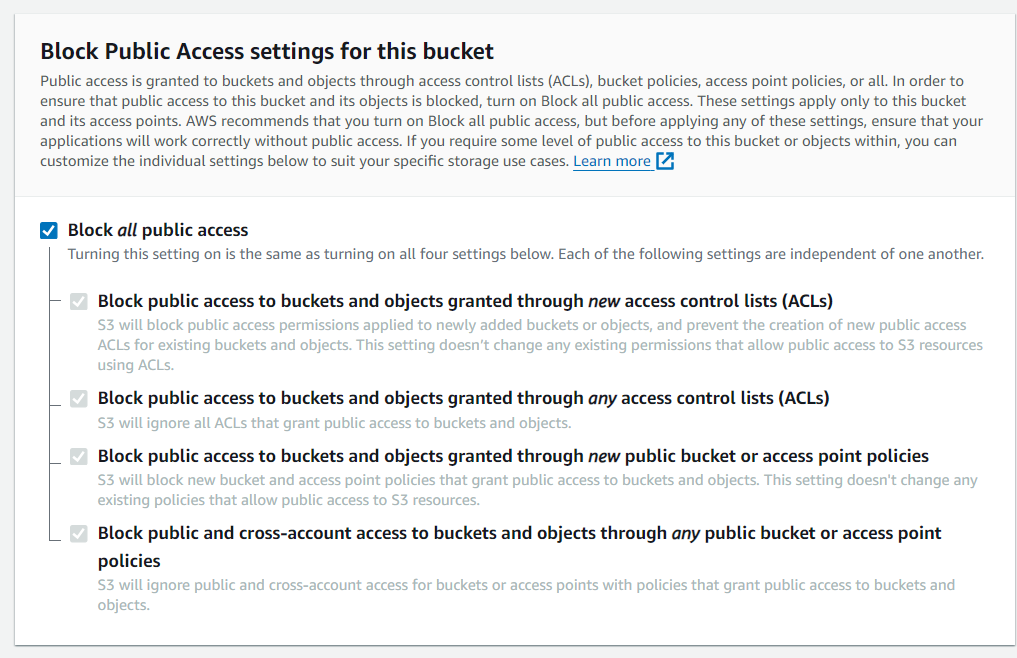 Block Public Access settings for this bucket
Public access is granted to buckets and objects through access control lists (ACLs), bucket policies, access point policies, or all. In order to
ensure that public access to this bucket and its objects is blocked, turn on Block all public access. These settings apply only to this bucket
and its access points. AWS recommends that you turn on Block all public access, but before applying any of these settings, ensure that your
applications will work correctly without public access. If you require some level of public access to this bucket or objects within, you can
customize the individual settings below to suit your specific storage use cases. Learn more
Block all public access
Turning this setting on is the same as turning on all four settings below. Each of the following settings are independent of one another.
Block public access to buckets and objects granted through new access control lists (ACLs)
S3 will block public access permissions applied to newly added buckets or objects, and prevent the creation of new public access
ACLs for existing buckets and objects. This setting doesn't change any existing permissions that allow public access to S3 resources
using ACLs.
Block public access to buckets and objects granted through any access control lists (ACLs)
S3 will ignore all ACLs that grant public access to buckets and objects.
Block public access to buckets and objects granted through new public bucket or access point policies
S3 will block new bucket and access point policies that grant public access to buckets and objects. This setting doesn't change any
existing policies that allow public access to S3 resources.
Block public and cross-account access to buckets and objects through any public bucket or access point
policies
S3 will ignore public and cross-account access for buckets or access points with policies that grant public access to buckets and
objects.